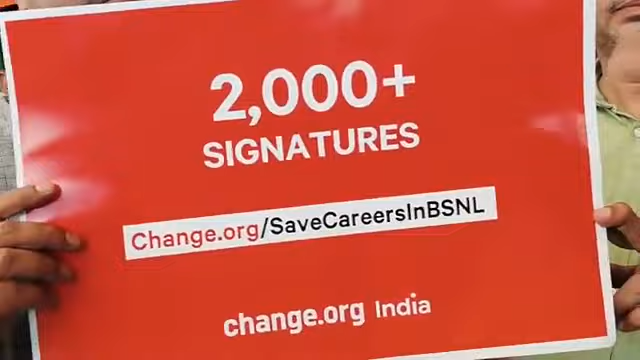 2,000+
SIGNATURES
Change.org/SaveCareersInBSNL
change.org India